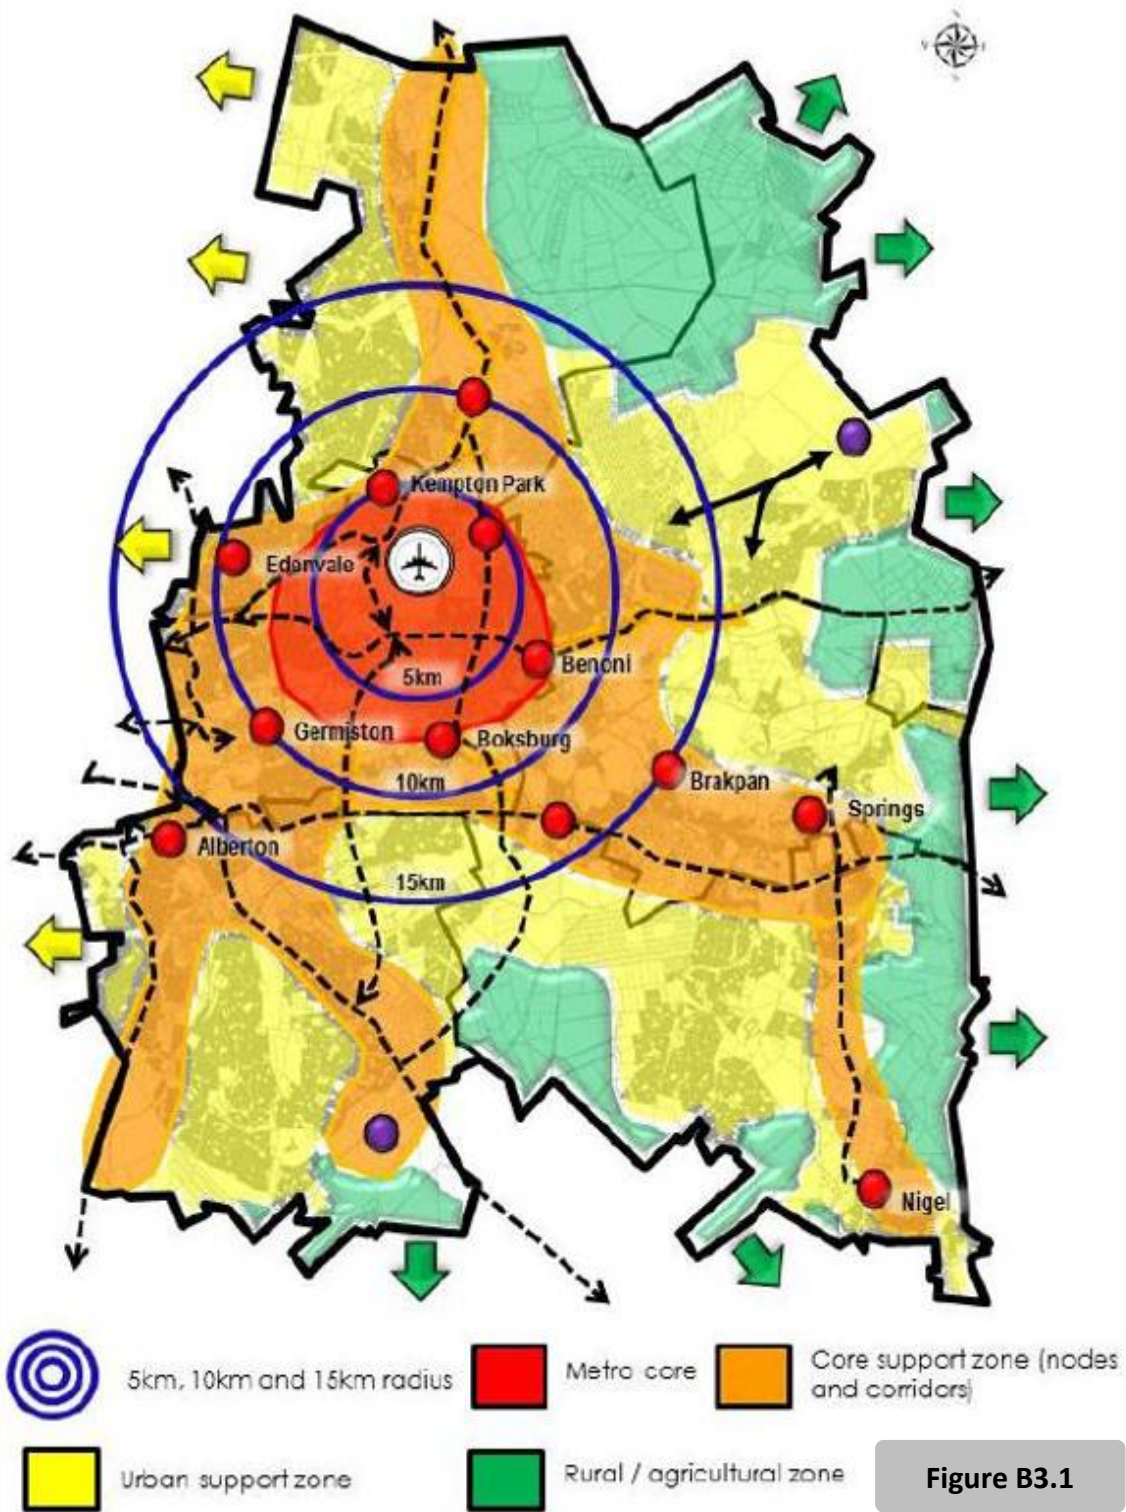 Kempton Park
Edenvale
Benoni
5km
Germiston
Boksburg
10km
Brakpan
Springs
Alberton
15km
Nigel
5km, 10km and 15km radius
Metro core
Core support zone (nodes
and corridors)
Urban support zone
Rural / agricultural zone
Figure B3.1